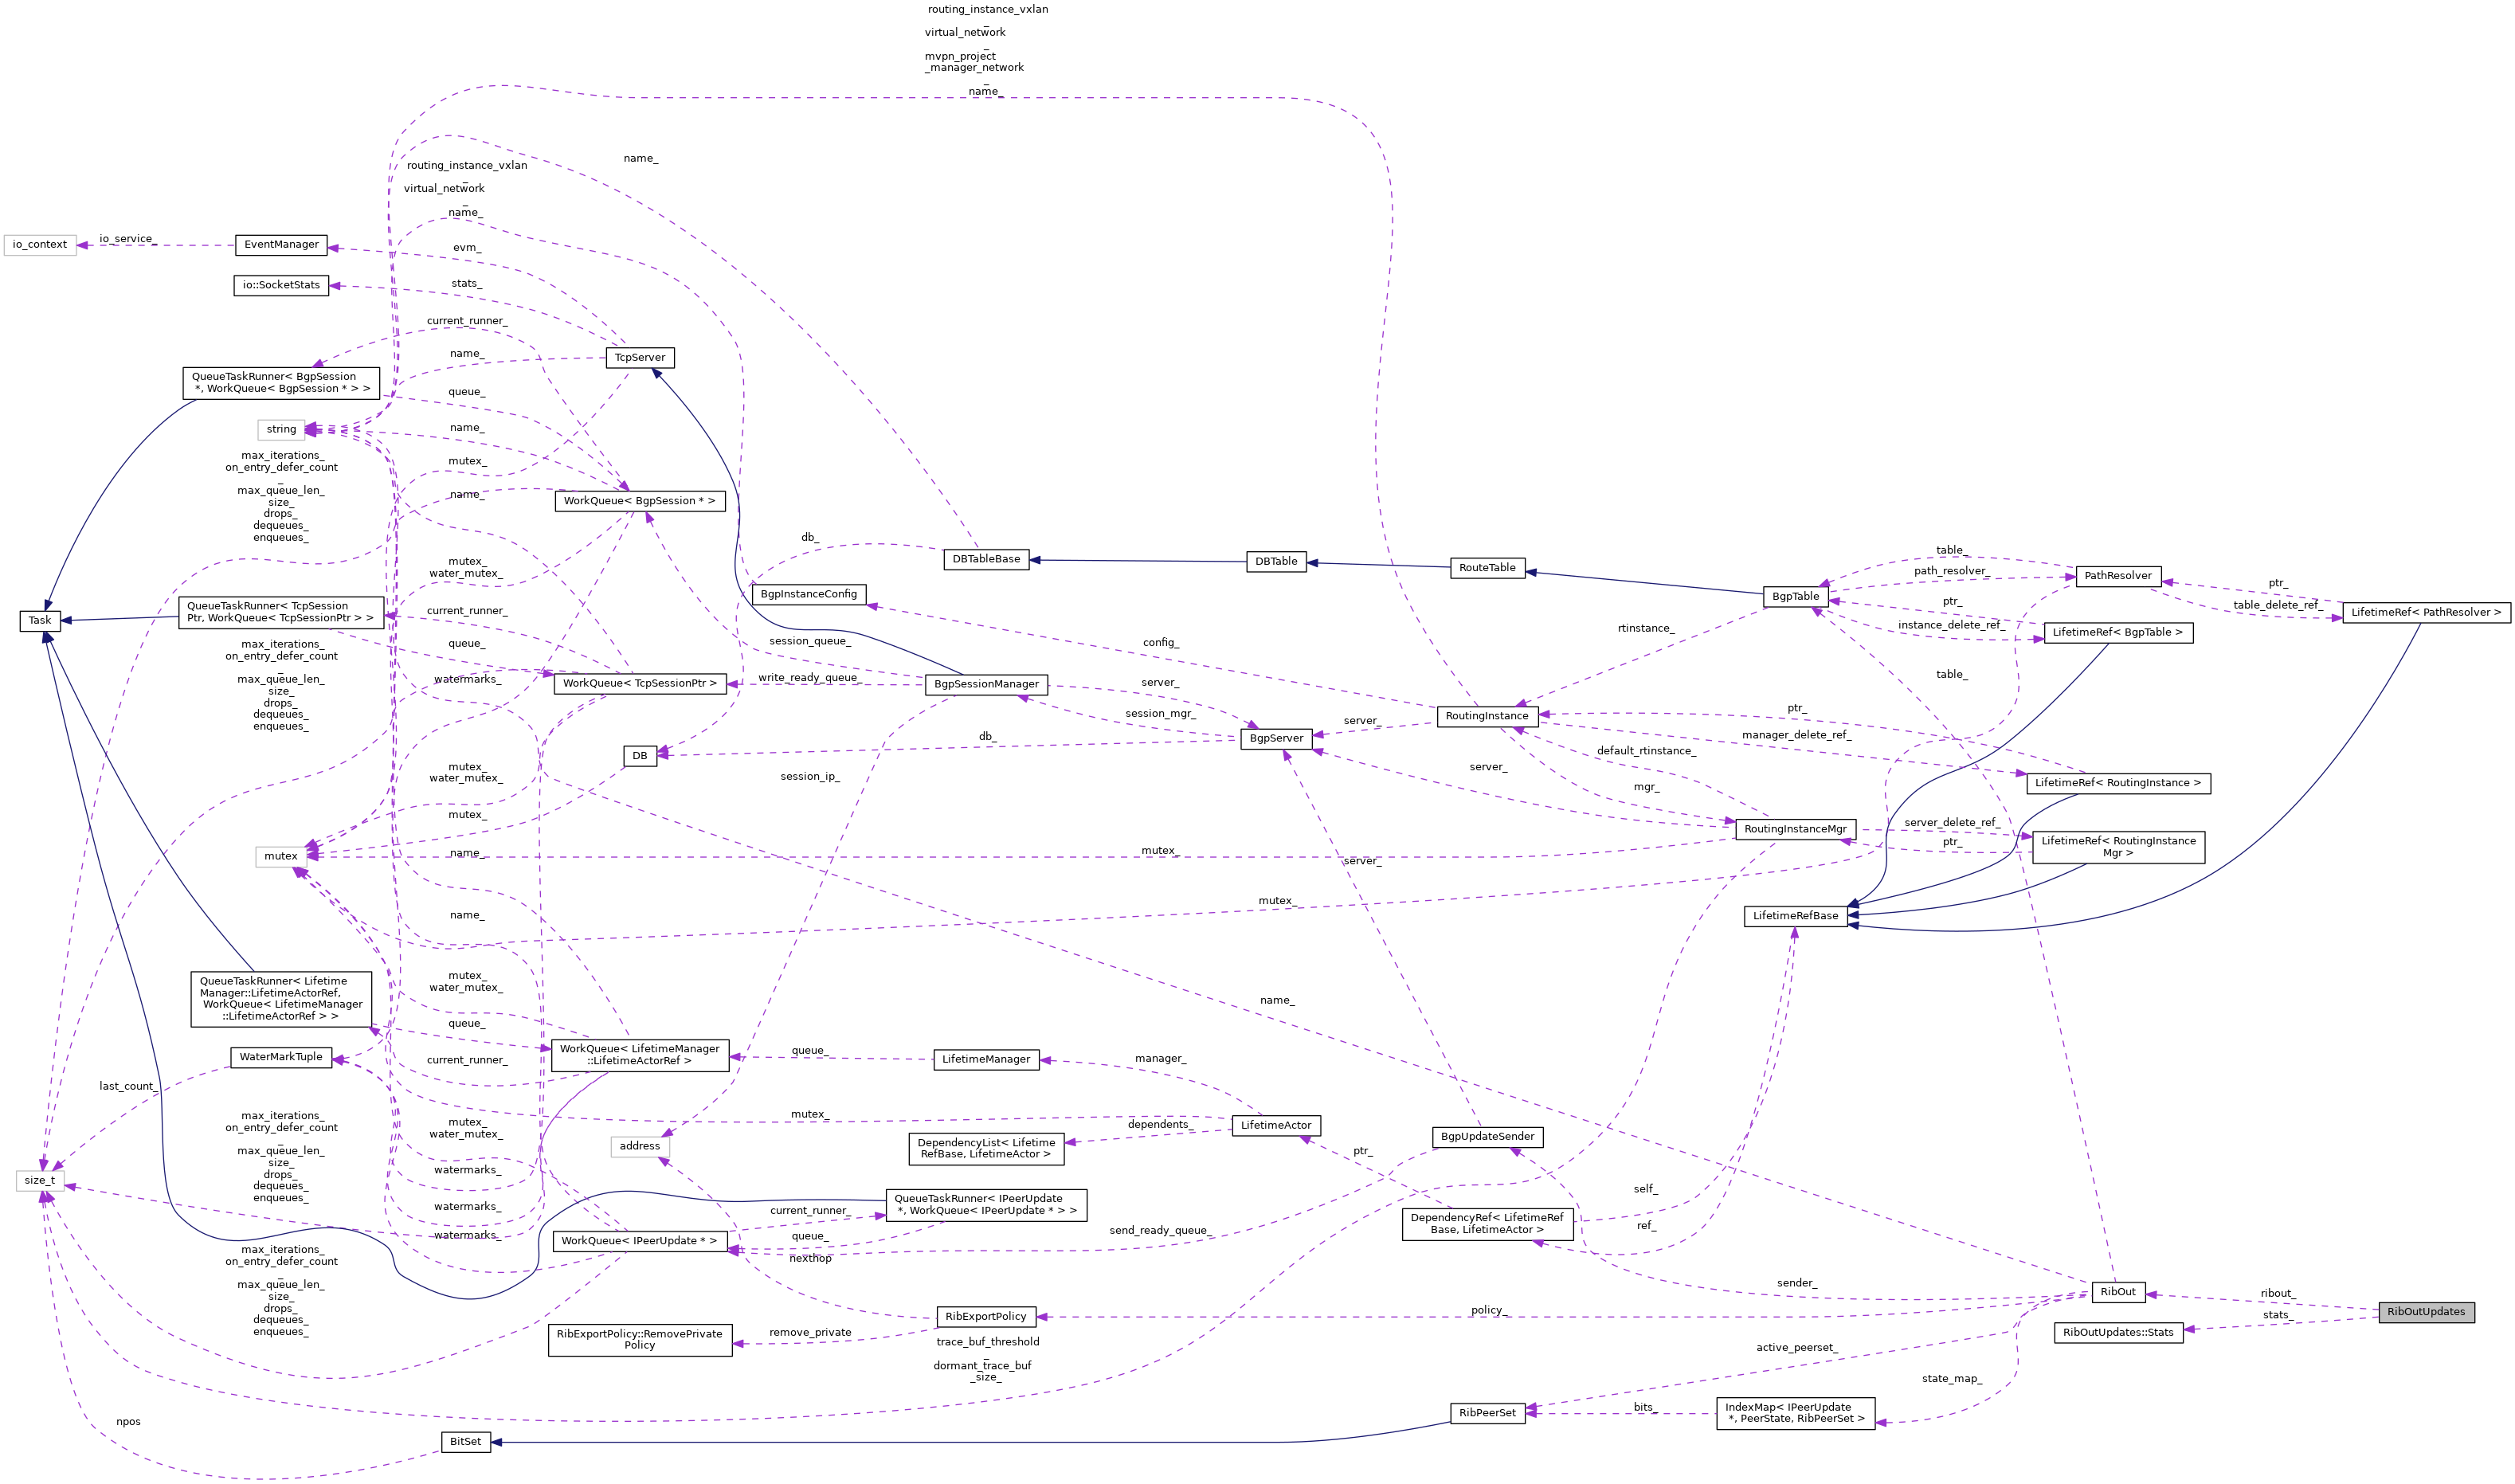 routing_instance_vxlan
_
virtual_network
_
mvpn_project
_manager_network
_
name_
name_
routing_instance_vxlan
_
virtual_network
_
name_
io_context
io_service_
EventManager
evm_
io::SocketStats
stats_
current_runner_
TcpServer
name_
QueueTaskRunner< BgpSession
*, WorkQueue< BgpSession * > >
queue_
string
name_
max_iterations_
on_entry_defer_count
_
max_queue_len_
size_
drops_
dequeues_
enqueues_
mutex_
name_
WorkQueue< BgpSession * >
db_
DBTableBase
DBTable
RouteTable
table_
path_resolver_
PathResolver
ptr_
table_delete_ref_
LifetimeRef< PathResolver >
BgpTable
ptr_
instance_delete_ref_
LifetimeRef< BgpTable >
mutex_
water_mutex_
BgpInstanceConfig
Task
QueueTaskRunner< TcpSession
Ptr, WorkQueue< TcpSessionPtr > >
current_runner_
queue_
session_queue_
config_
rtinstance_
max_iterations_
on_entry_defer_count
_
max_queue_len_
size_
drops_
dequeues_
enqueues_
watermarks_
WorkQueue< TcpSessionPtr >
write_ready_queue_
BgpSessionManager
server_
session_mgr_
table_
RoutingInstance
ptr_
manager_delete_ref_
server_
BgpServer
db_
DB
default_rtinstance_
server_
mutex_
water_mutex_
session_ip_
mgr_
LifetimeRef< RoutingInstance >
mutex_
RoutingInstanceMgr
server_delete_ref_
ptr_
LifetimeRef< RoutingInstance
Mgr >
mutex
name_
mutex_
server_
name_
mutex_
LifetimeRefBase
QueueTaskRunner< Lifetime
Manager::LifetimeActorRef,
WorkQueue< LifetimeManager
::LifetimeActorRef > >
mutex_
water_mutex_
name_
queue_
WaterMarkTuple
current_runner_
WorkQueue< LifetimeManager
::LifetimeActorRef >
queue_
LifetimeManager
manager_
last_count_
max_iterations_
on_entry_defer_count
_
max_queue_len_
size_
drops_
dequeues_
enqueues_
mutex_
water_mutex_
mutex_
address
dependents_
LifetimeActor
DependencyList< Lifetime
RefBase, LifetimeActor >
BgpUpdateSender
ptr_
size_t
watermarks_
self_
QueueTaskRunner< IPeerUpdate
*, WorkQueue< IPeerUpdate * > >
watermarks_
current_runner_
DependencyRef< LifetimeRef
Base, LifetimeActor >
ref_
watermarks_
WorkQueue< IPeerUpdate * >
queue_
send_ready_queue_
nexthop
max_iterations_
on_entry_defer_count
_
max_queue_len_
size_
drops_
dequeues_
enqueues_
sender_
RibOut
ribout_
RibOutUpdates
stats_
RibOutUpdates::Stats
RibExportPolicy
policy_
RibExportPolicy::RemovePrivate
Policy
remove_private
trace_buf_threshold
_
dormant_trace_buf
_size_
active_peerset_
state_map_
RibPeerSet
bits_
IndexMap< IPeerUpdate
*, PeerState, RibPeerSet >
npos
BitSet